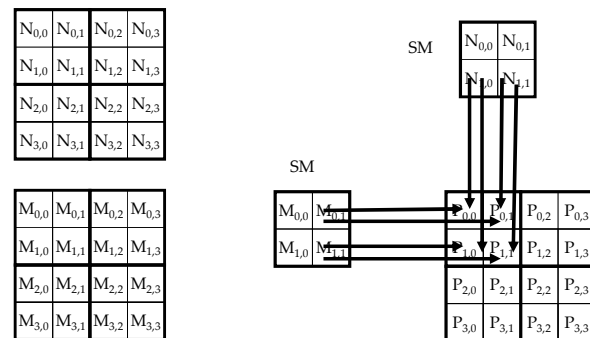 N0,0 N0,1 N0,2 N0,3
N1,0 N1,1 N1,2 N1,3
N2,0 N2,1 N2,2 N2,3
N3,0 N3,1 N3,2 N3,3
SM
N0,0 N0,1
N1,0 N1,1
SM
M0,0 M0,1 M0,2 M0,3
M1,0 M1,1 M1,2 M1,3
M2,0 M2,1 M2,2 M2,3
M3,0 M3,1 M3,2 M3,3
M0,0 M0,1
M1,0 M1,1
P0,0 P0,1 P0,2 P0,3
P1,0 P1,1 P1,2 P1,3
P2,0 P2,1 P2,2 P2,3
P3,0 P3,1 P3,2 P3,3